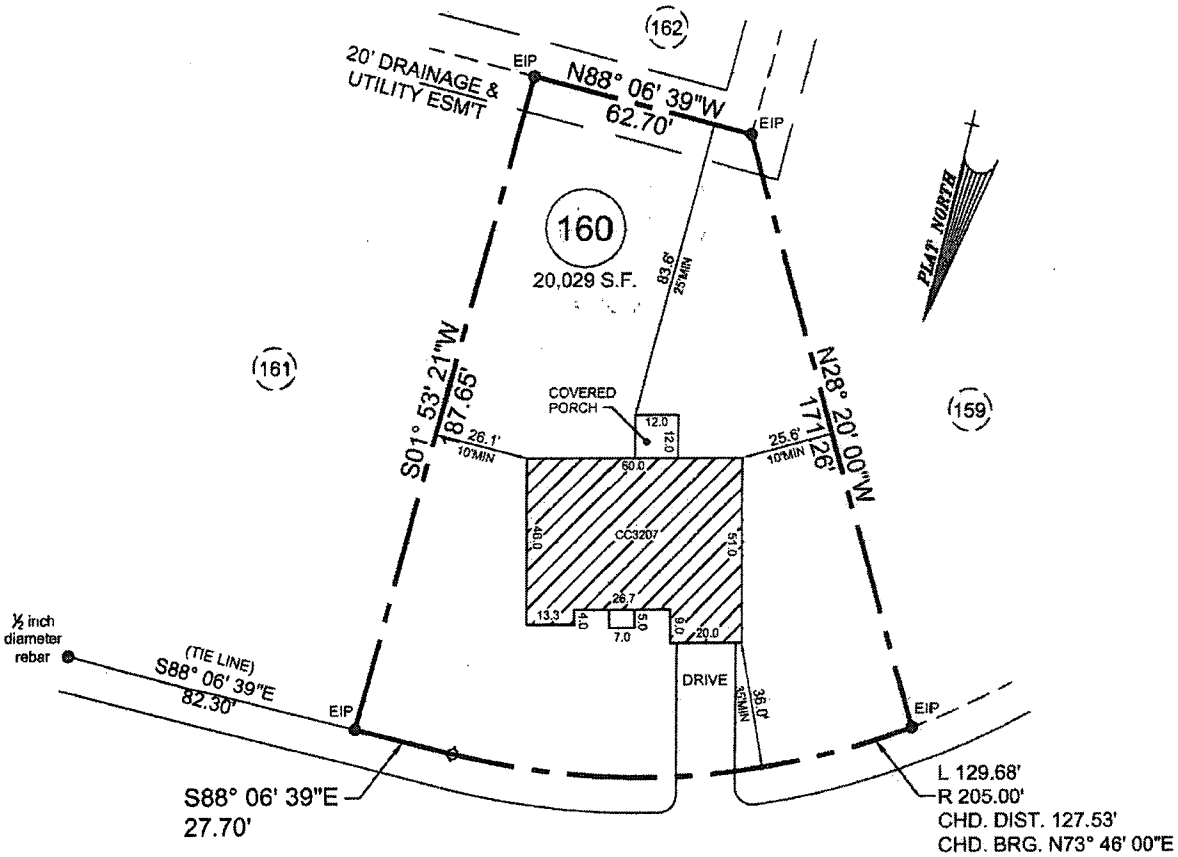 162
20' DRAINAGE &
UTILITY ESM'T
EIP
N88° 06' 39"W
62.70'
EIP
PLAT NORTH
160
20,029 S.F.
83.6'
25'MIN
161
S01° 53' 21"W
187.65'
N28° 20' 00"W
171.26'
159
COVERED
PORCH
12.0
12.0
26.1'
10'MIN
25.6'
10'MIN
60.0
CC3207
51.0
26.7
13.3
4.0
5.0
7.0
9.0
20.0
½ inch
diameter
rebar
(TIE LINE)
S88° 06' 39"E
82.30'
EIP
DRIVE
36.0'
35'MIN
EIP
S88° 06' 39"E
27.70'
L 129.68'
R 205.00'
CHD. DIST. 127.53'
CHD. BRG. N73° 46' 00"E